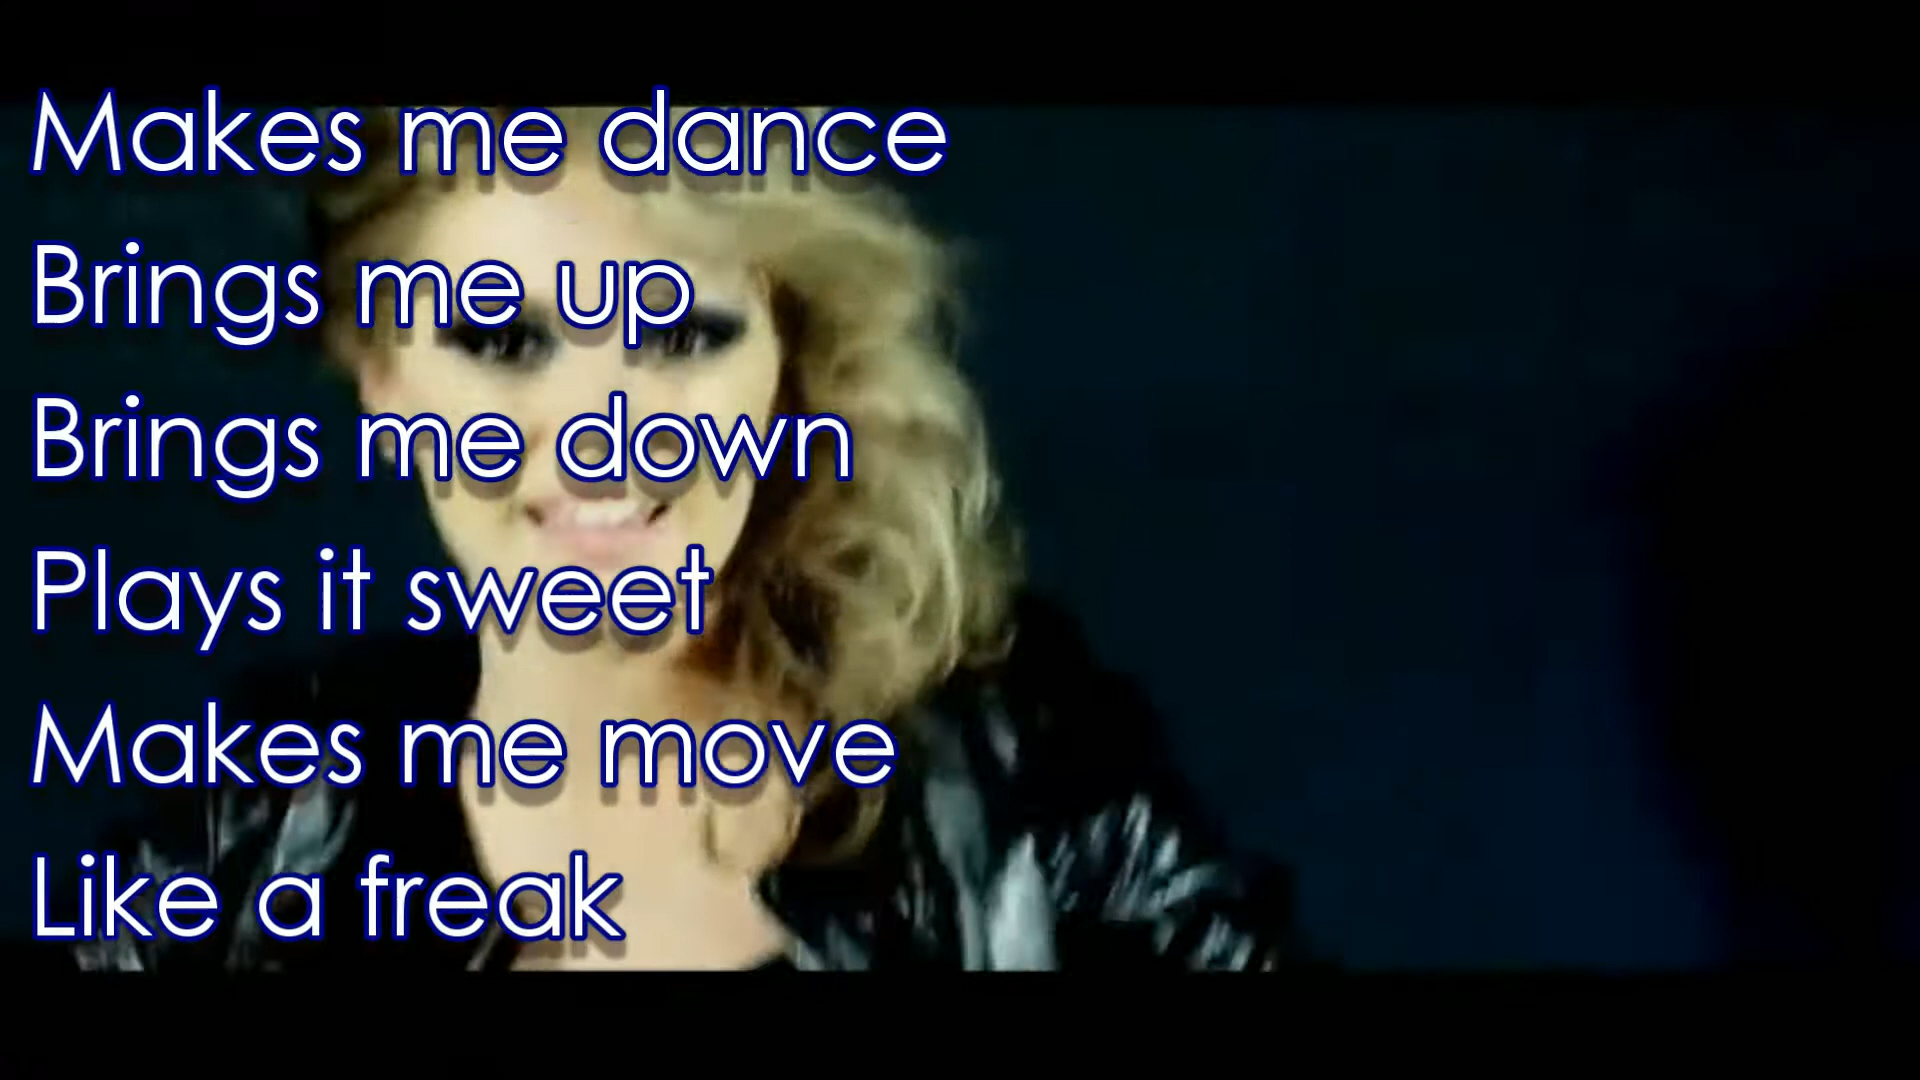 Makes me dance
Brings me up
Brings me down
Plays it sweet
Makes me move
Like a freak